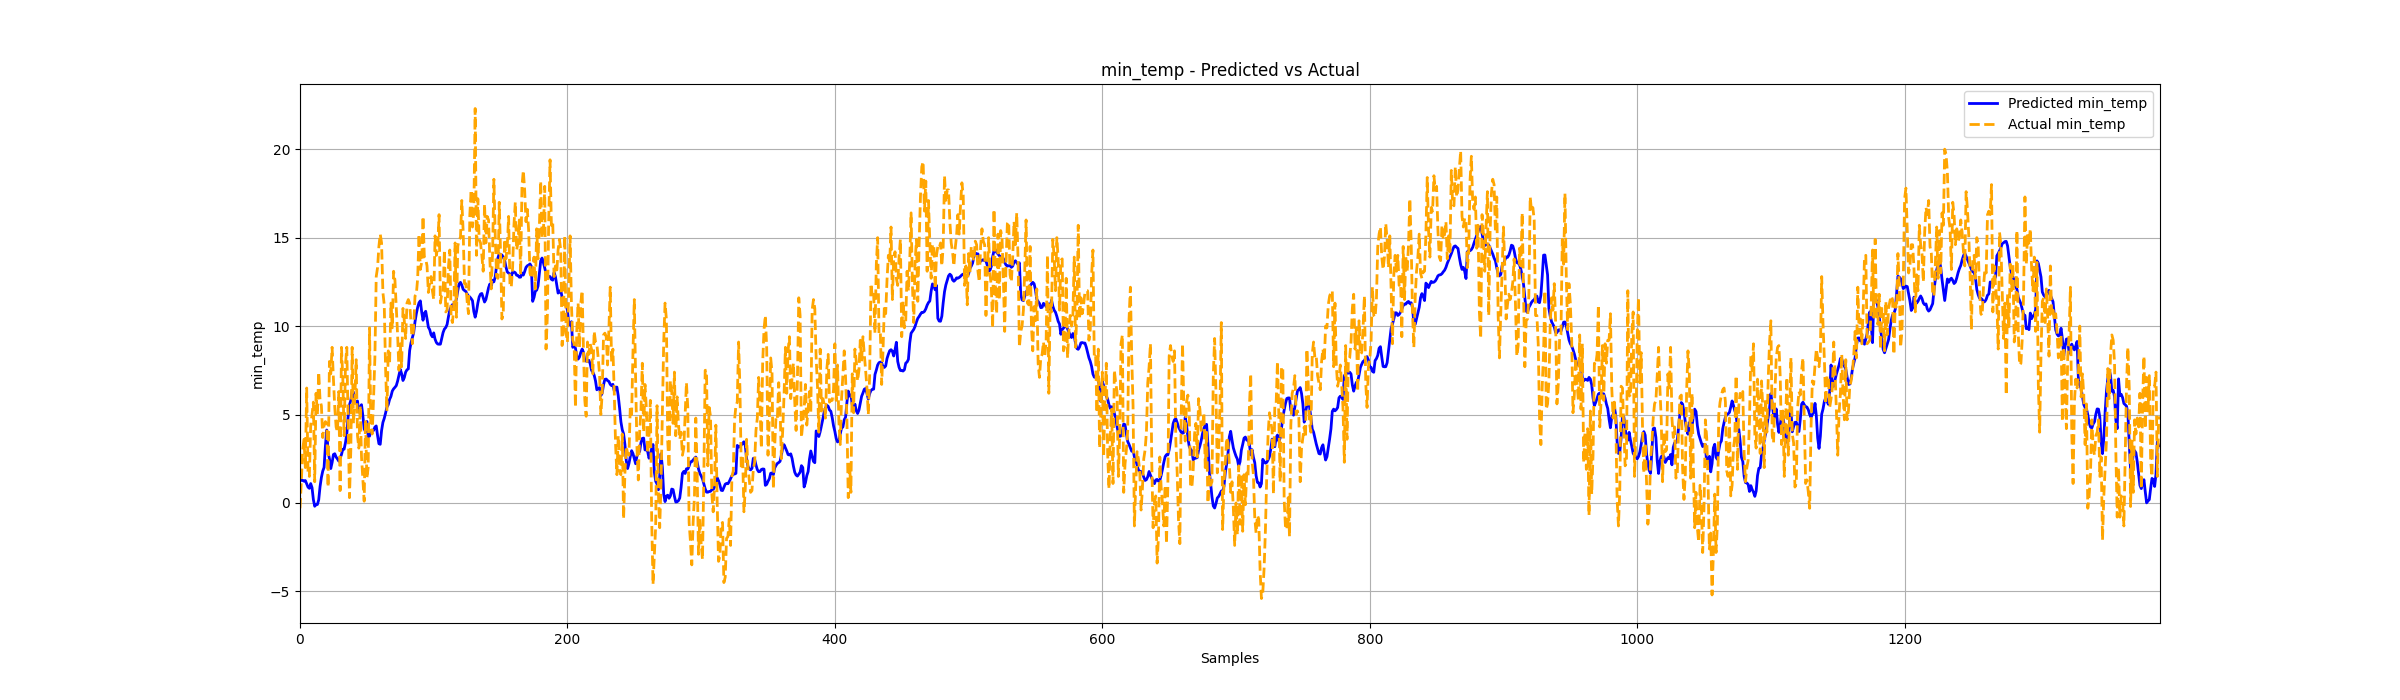 min_temp - Predicted vs Actual
Predicted min_temp
Actual min_temp
min_temp
20
15
10
5
0
−5
0
200
400
600
800
1000
1200
Samples